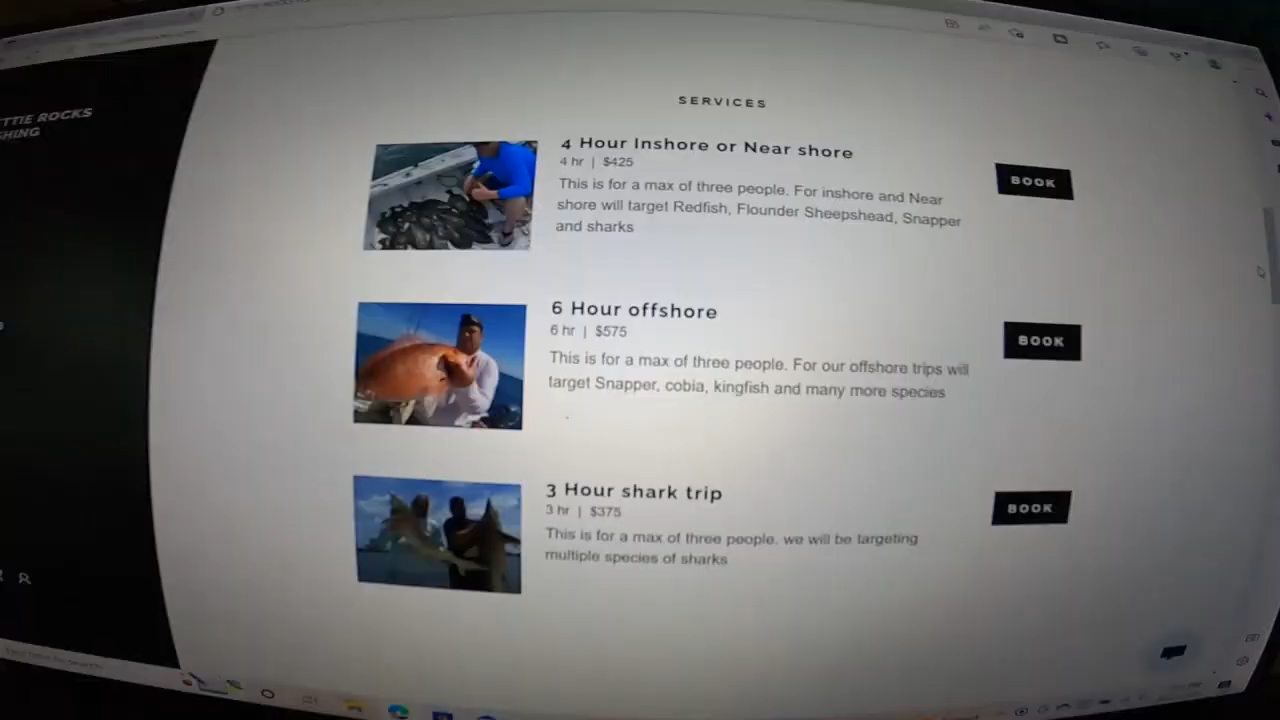 TTIE ROCKS
SHING
SERVICES
4 Hour Inshore or Near shore
4 hr | $425
This is for a max of three people. For inshore and Near
shore will target Redfish, Flounder Sheepshead, Snapper
and sharks
BOOK
6 Hour offshore
6 hr | $575
This is for a max of three people. For our offshore trips will
target Snapper, cobia, kingfish and many more species
BOOK
3 Hour shark trip
3 hr | $375
This is for a max of three people. we will be targeting
multiple species of sharks
BOOK